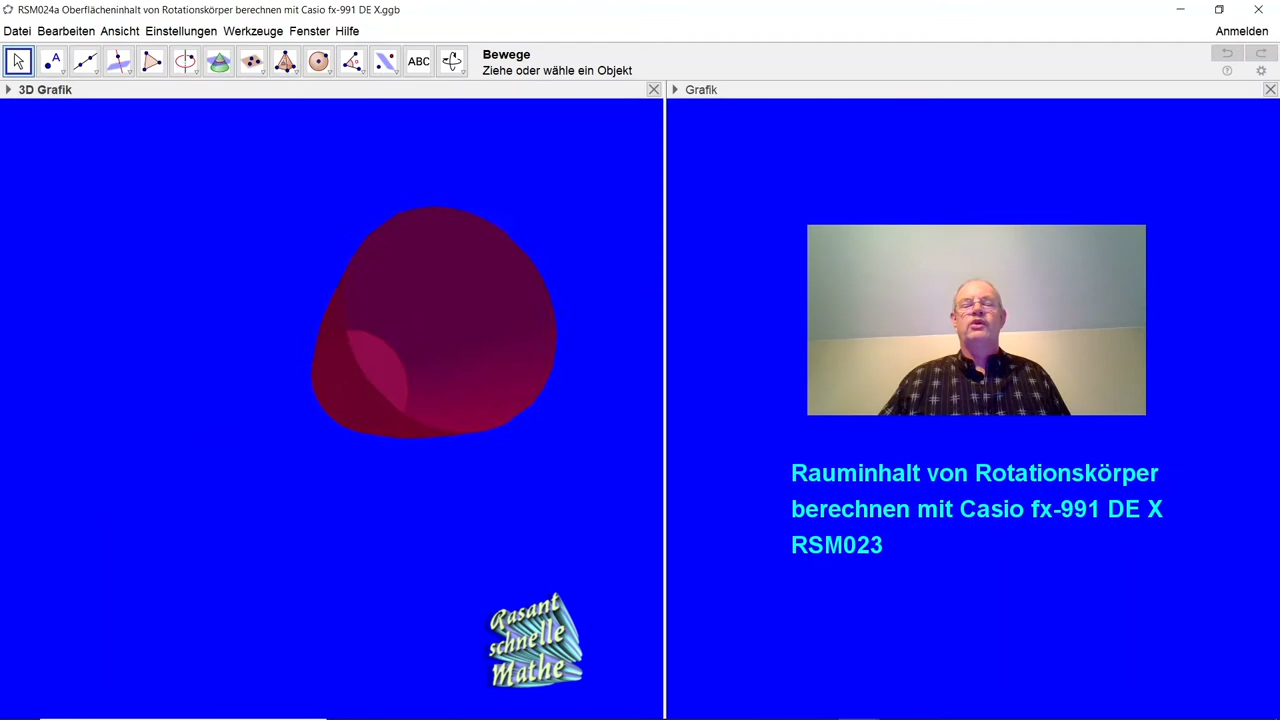 RSM024a Oberflächeninhalt von Rotationskörper berechnen mit Casio fx-991 DE X.ggb
Datei Bearbeiten Ansicht Einstellungen Werkzeuge Fenster Hilfe
Anmelden
A
ABC
Bewege
Ziehe oder wähle ein Objekt
3D Grafik
Grafik
Rauminhalt von Rotationskörper
berechnen mit Casio fx-991 DE X
RSM023
Rasant
schnelle
Mathe